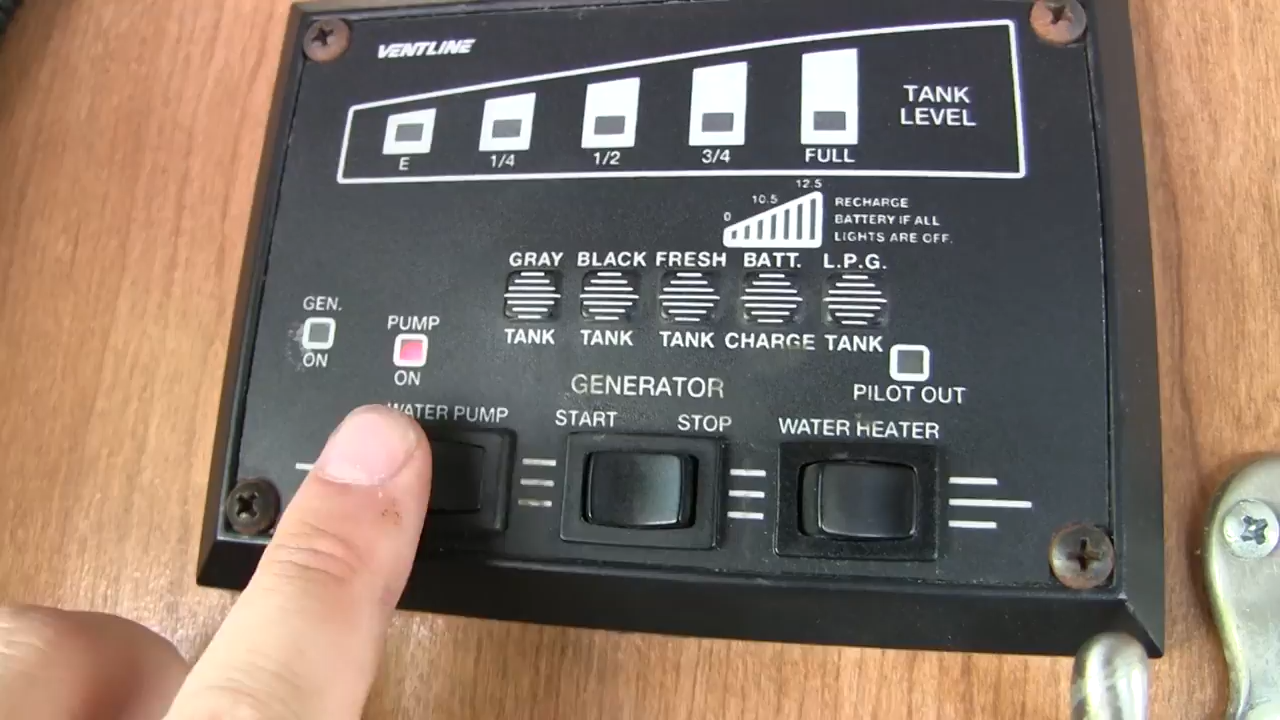 VENTLINE
TANK
LEVEL
E 1/4 1/2 3/4 FULL
0 10.5 12.5
RECHARGE
BATTERY IF ALL
LIGHTS ARE OFF.
GRAY BLACK FRESH BATT. L.P.G.
TANK TANK TANK CHARGE TANK
GEN.
ON
PUMP
ON
PILOT OUT
GENERATOR
WATER PUMP START STOP WATER HEATER